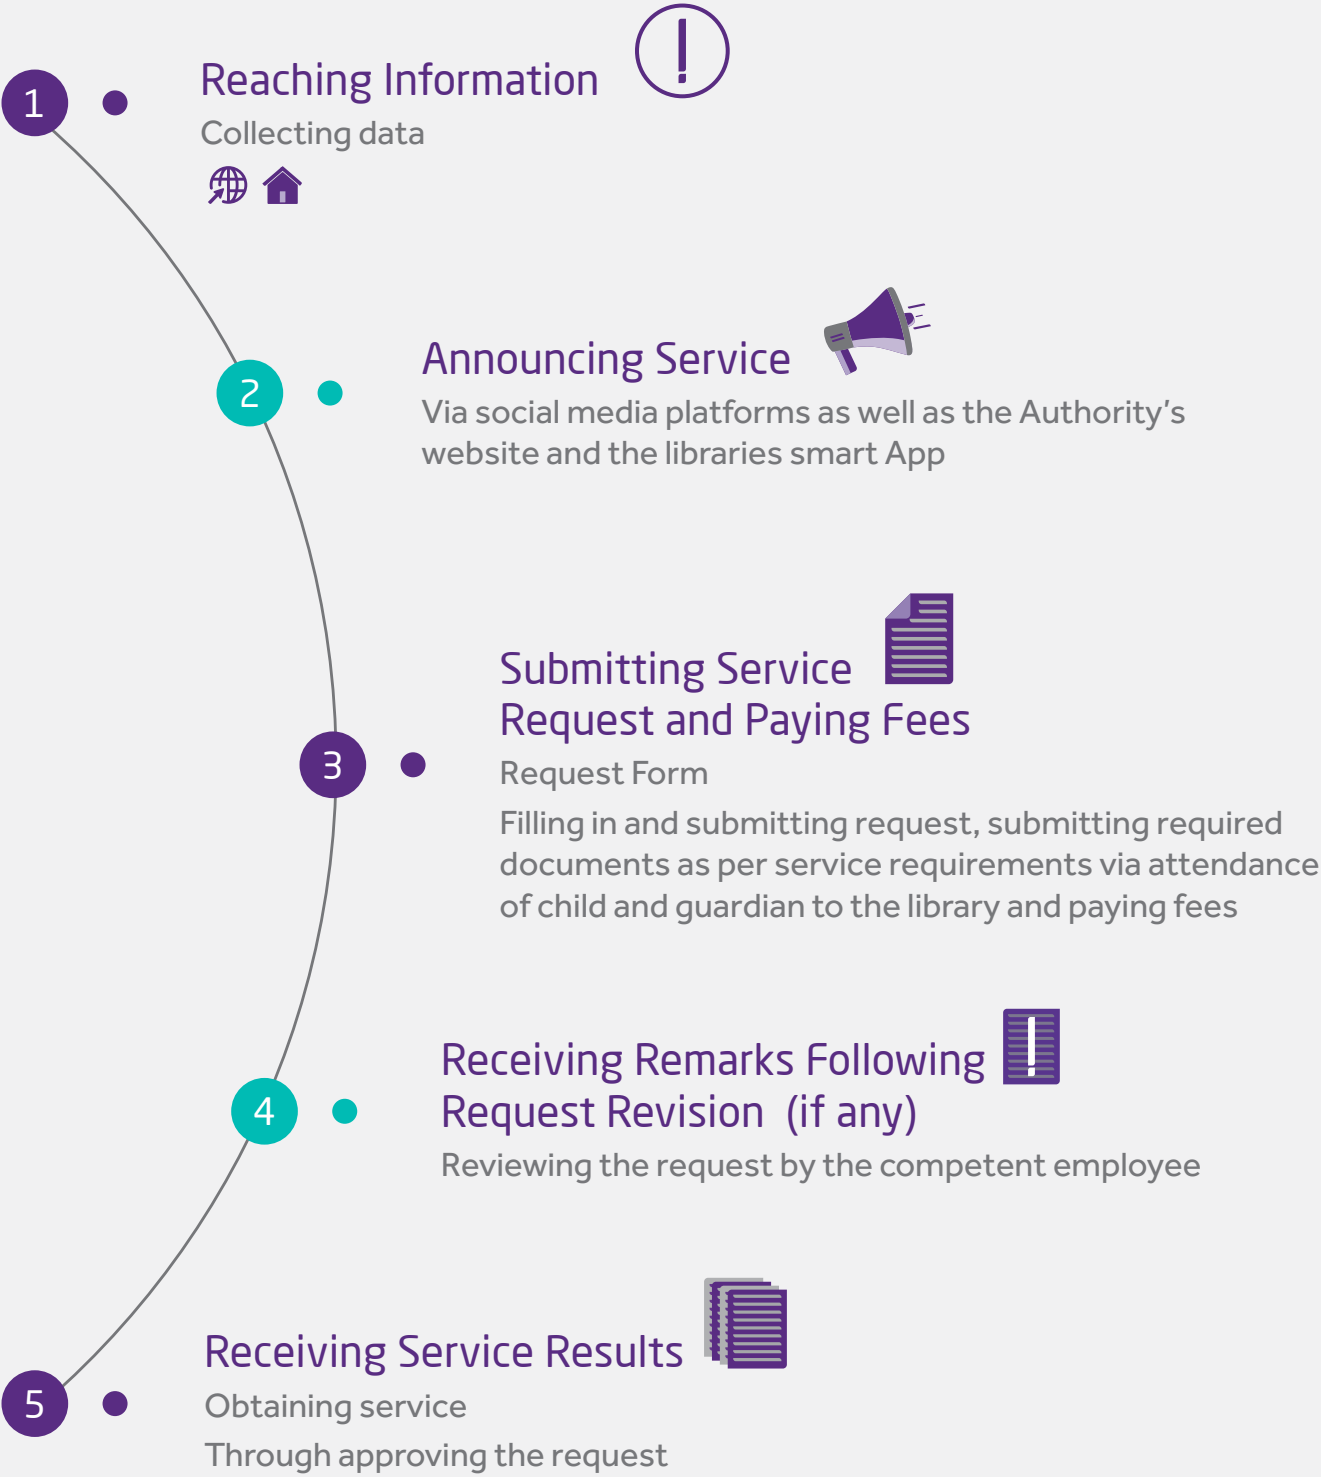 1
Reaching Information
Collecting data
2
Announcing Service
Via social media platforms as well as the Authority’s
website and the libraries smart App
3
Submitting Service
Request and Paying Fees
Request Form
Filling in and submitting request, submitting required
documents as per service requirements via attendance
of child and guardian to the library and paying fees
4
Receiving Remarks Following
Request Revision (if any)
Reviewing the request by the competent employee
5
Receiving Service Results
Obtaining service
Through approving the request